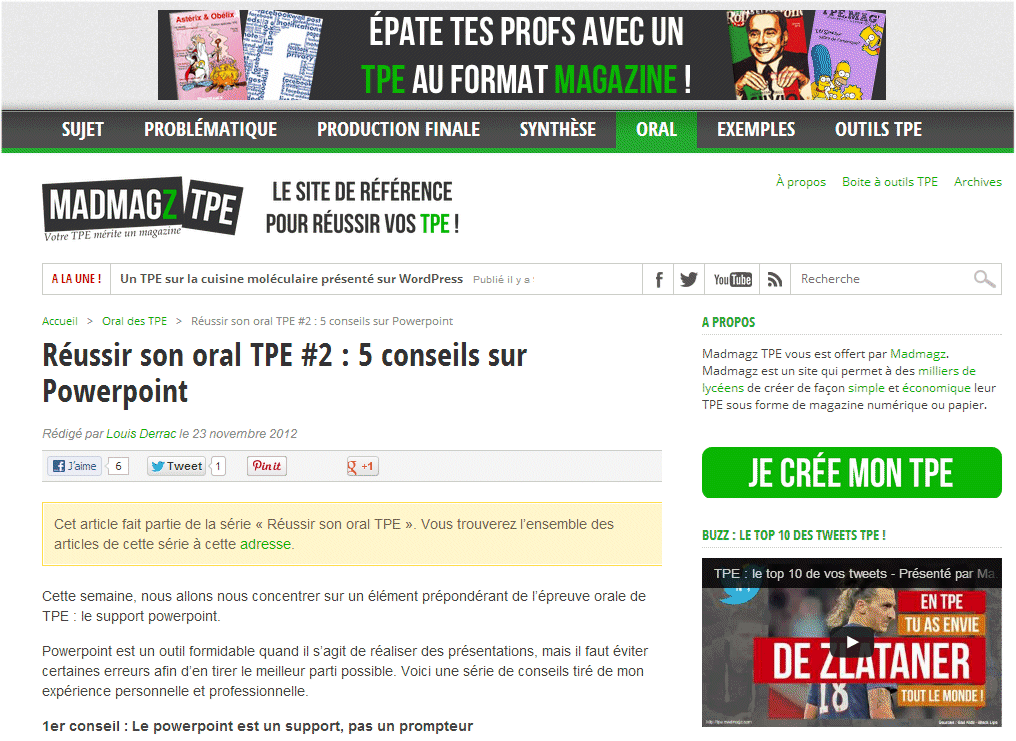 Astérix & Obélix
ÉPATE TES PROFS AVEC UN
TPE AU FORMAT MAGAZINE !
SUJET PROBLÉMATIQUE PRODUCTION FINALE SYNTHÈSE ORAL EXEMPLES OUTILS TPE
À propos Boite à outils TPE Archives
MADMAGZ TPE
Votre TPE mérite un magazine
LE SITE DE RÉFÉRENCE
POUR RÉUSSIR VOS TPE !
A LA UNE ! Un TPE sur la cuisine moléculaire présenté sur WordPress Publié il y a
YouTube
Recherche
Accueil > Oral des TPE > Réussir son oral TPE #2 : 5 conseils sur Powerpoint
Réussir son oral TPE #2 : 5 conseils sur
Powerpoint
Rédigé par Louis Derrac le 23 novembre 2012
J'aime 6 Tweet 1 Pin it +1
Cet article fait partie de la série « Réussir son oral TPE ». Vous trouverez l'ensemble des
articles de cette série à cette adresse.
Cette semaine, nous allons nous concentrer sur un élément prépondérant de l'épreuve orale de
TPE : le support powerpoint.
Powerpoint est un outil formidable quand il s'agit de réaliser des présentations, mais il faut éviter
certaines erreurs afin d'en tirer le meilleur parti possible. Voici une série de conseils tiré de mon
expérience personnelle et professionnelle.
1er conseil : Le powerpoint est un support, pas un prompteur
A PROPOS
Madmagz TPE vous est offert par Madmagz.
Madmagz est un site qui permet à des milliers de
lycéens de créer de façon simple et économique leur
TPE sous forme de magazine numérique ou papier.
JE CRÉE MON TPE
BUZZ : LE TOP 10 DES TWEETS TPE !
TPE : le top 10 de vos tweets - Présenté par Ma
EN TPE
TU AS ENVIE
DE ZLATANER
TOUT LE MONDE !
18